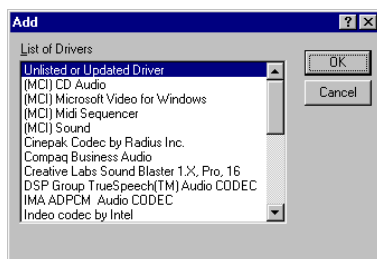 Add
List of Drivers
Unlisted or Updated Driver
(MCI) CD Audio
(MCI) Microsoft Video for Windows
(MCI) Midi Sequencer
(MCI) Sound
Cinepak Codec by Radius Inc.
Compaq Business Audio
Creative Labs Sound Blaster 1.X, Pro, 16
DSP Group TrueSpeech(TM) Audio CODEC
IMA ADPCM Audio CODEC
Indeo codec by Intel
OK
Cancel